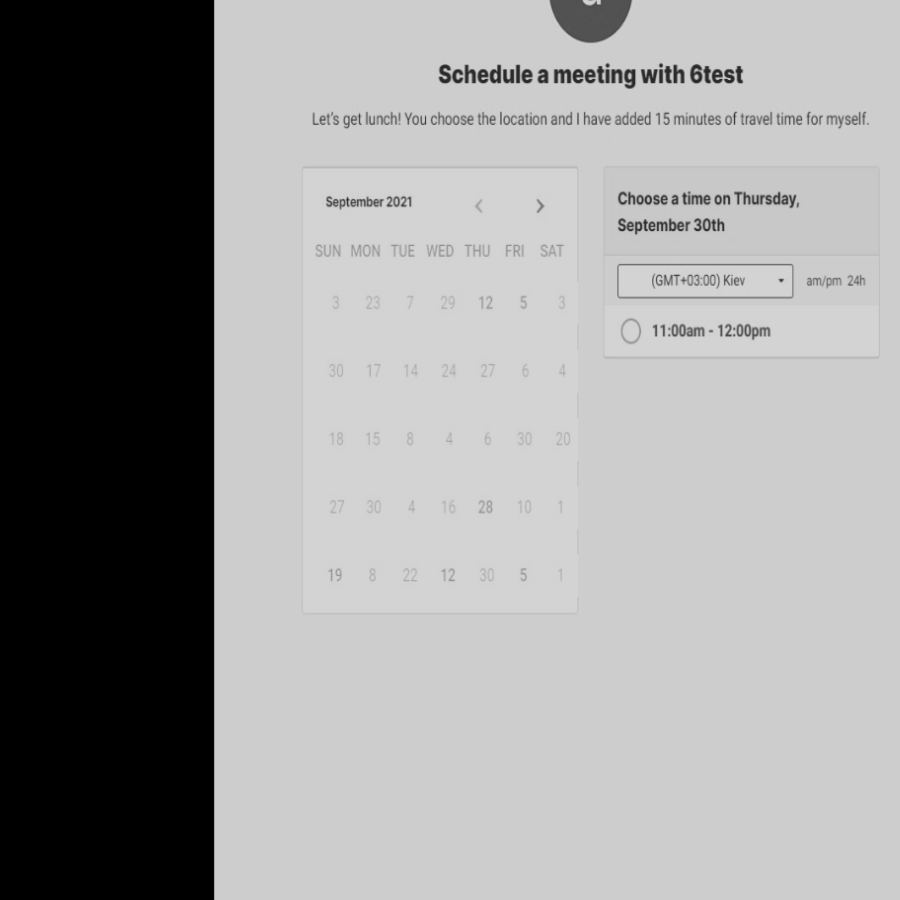 Schedule a meeting with 6test
Let's get lunch! You choose the location and I have added 15 minutes of travel time for myself.
September 2021
SUN MON TUE WED THU FRI SAT
3 23 7 29 12 5 3
30 17 14 24 27 6 4
18 15 8 4 6 30 20
27 30 4 16 28 10 1
19 8 22 12 30 5 1
Choose a time on Thursday,
September 30th
(GMT+03:00) Kiev am/pm 24h
11:00am - 12:00pm